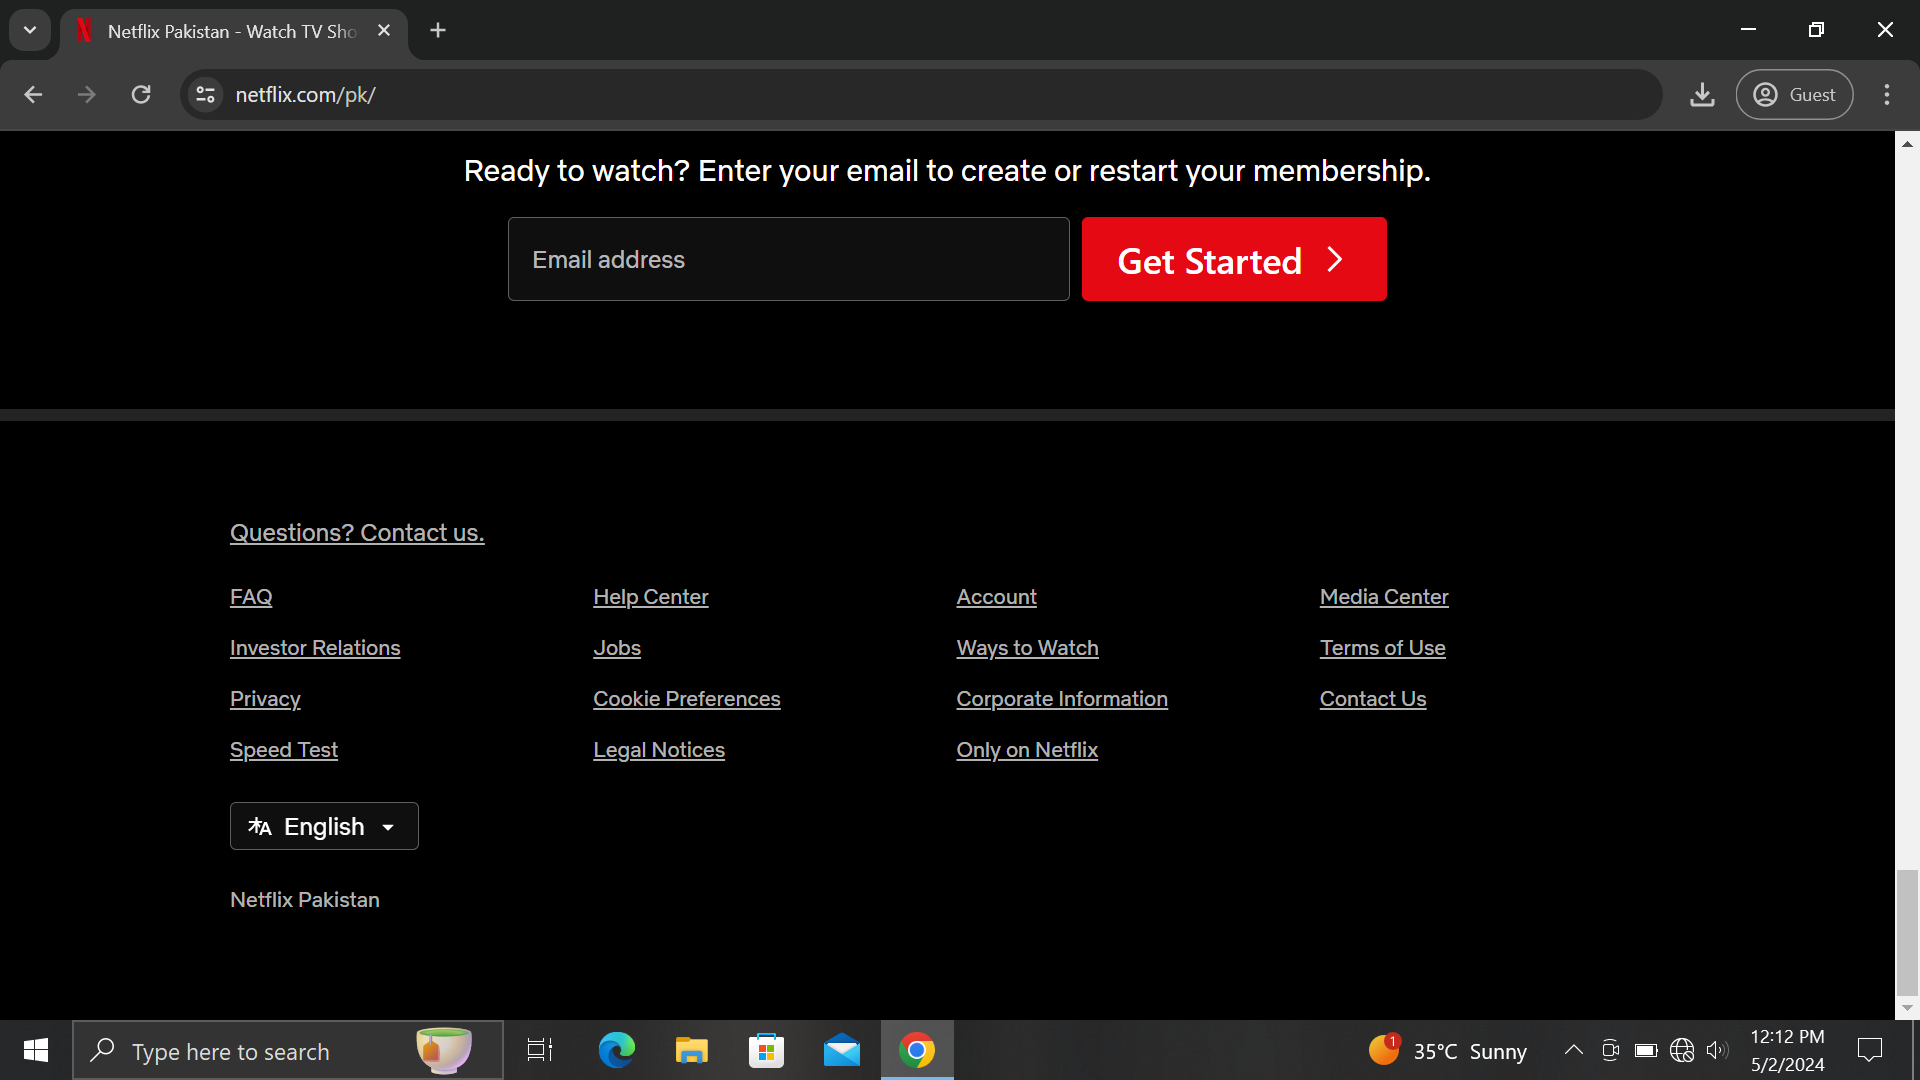 Netflix Pakistan - Watch TV Sho
netflix.com/pk/
Guest
Ready to watch? Enter your email to create or restart your membership.
Email address
Get Started
Questions? Contact us.
FAQ Help Center Account Media Center
Investor Relations Jobs Ways to Watch Terms of Use
Privacy Cookie Preferences Corporate Information Contact Us
Speed Test Legal Notices Only on Netflix
English
Netflix Pakistan
Type here to search
1
35°C Sunny
12:12 PM
5/2/2024